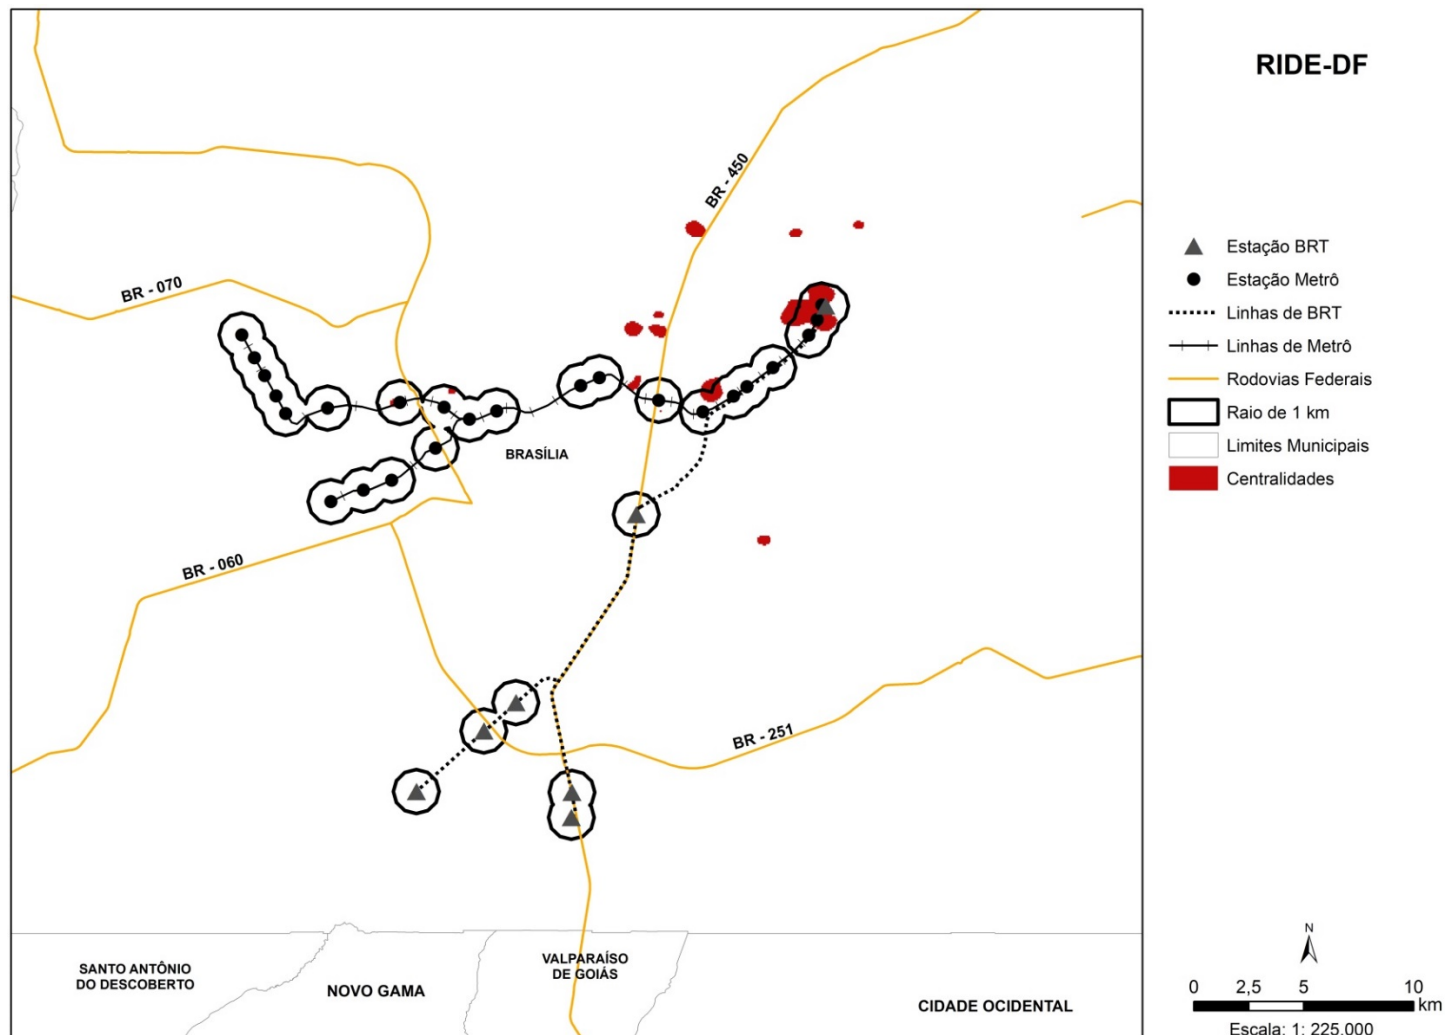 RIDE-DF
BR - 450
BR - 070
BRASÍLIA
BR - 060
BR - 251
SANTO ANTÔNIO
DO DESCOBERTO
NOVO GAMA
VALPARAÍSO
DE GOIÁS
CIDADE OCIDENTAL
Estação BRT
Estação Metrô
Linhas de BRT
Linhas de Metrô
Rodovias Federais
Raio de 1 km
Limites Municipais
Centralidades
N
0 2,5 5 10
km
Escala: 1: 225.000